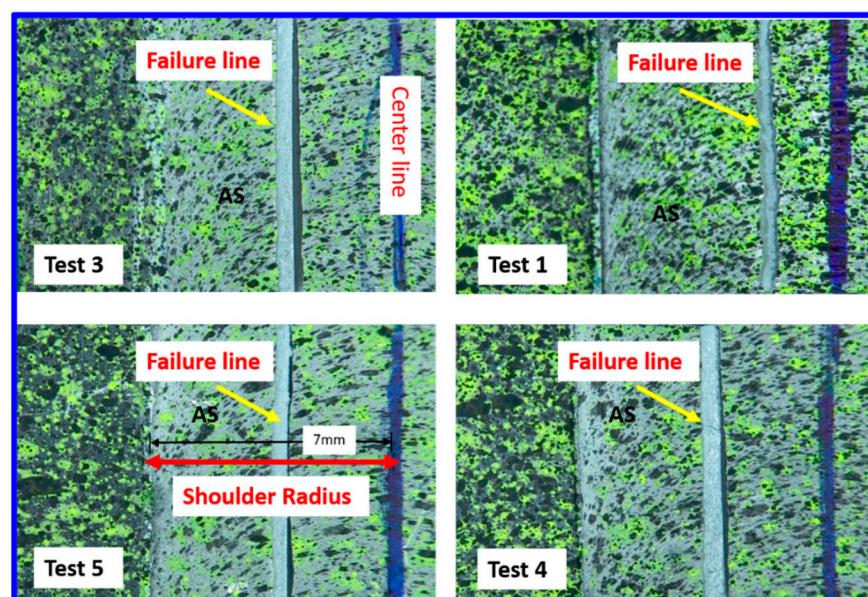 Failure line
Center line
AS
Test 3
Failure line
AS
Test 1
Failure line
AS
7mm
Shoulder Radius
Test 5
Failure line
AS
Test 4